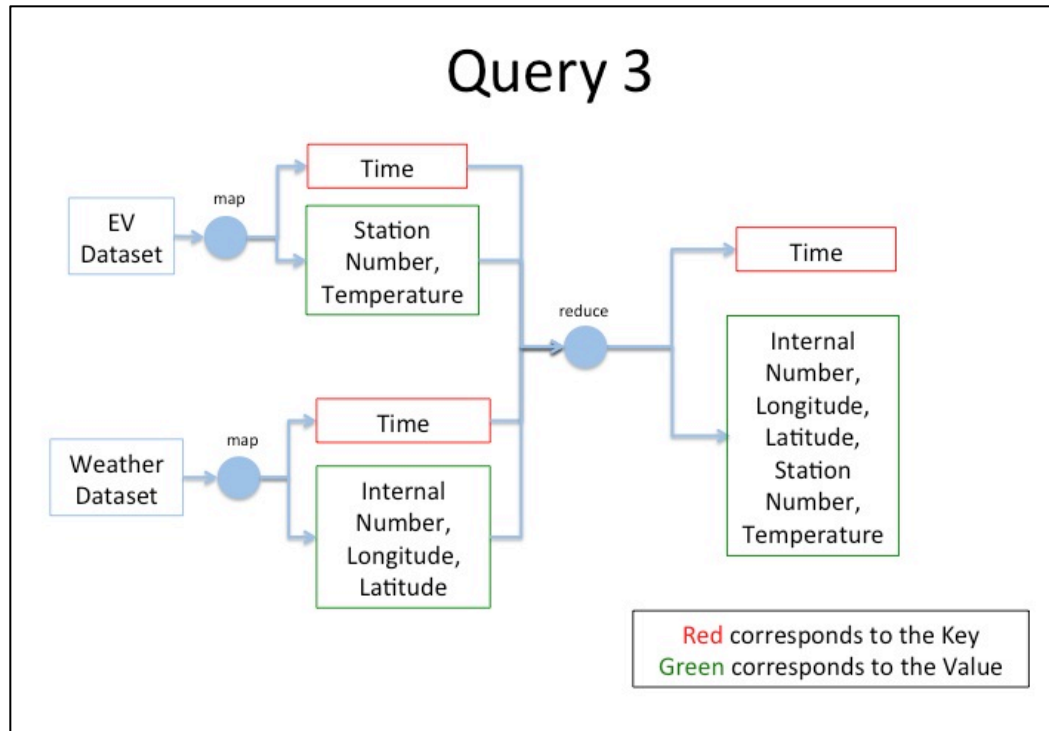 Query 3
map
EV
Dataset
Time
Station
Number,
Temperature
map
Weather
Dataset
Time
Internal
Number,
Longitude,
Latitude
reduce
Time
Internal
Number,
Longitude,
Latitude,
Station
Number,
Temperature
Red corresponds to the Key
Green corresponds to the Value